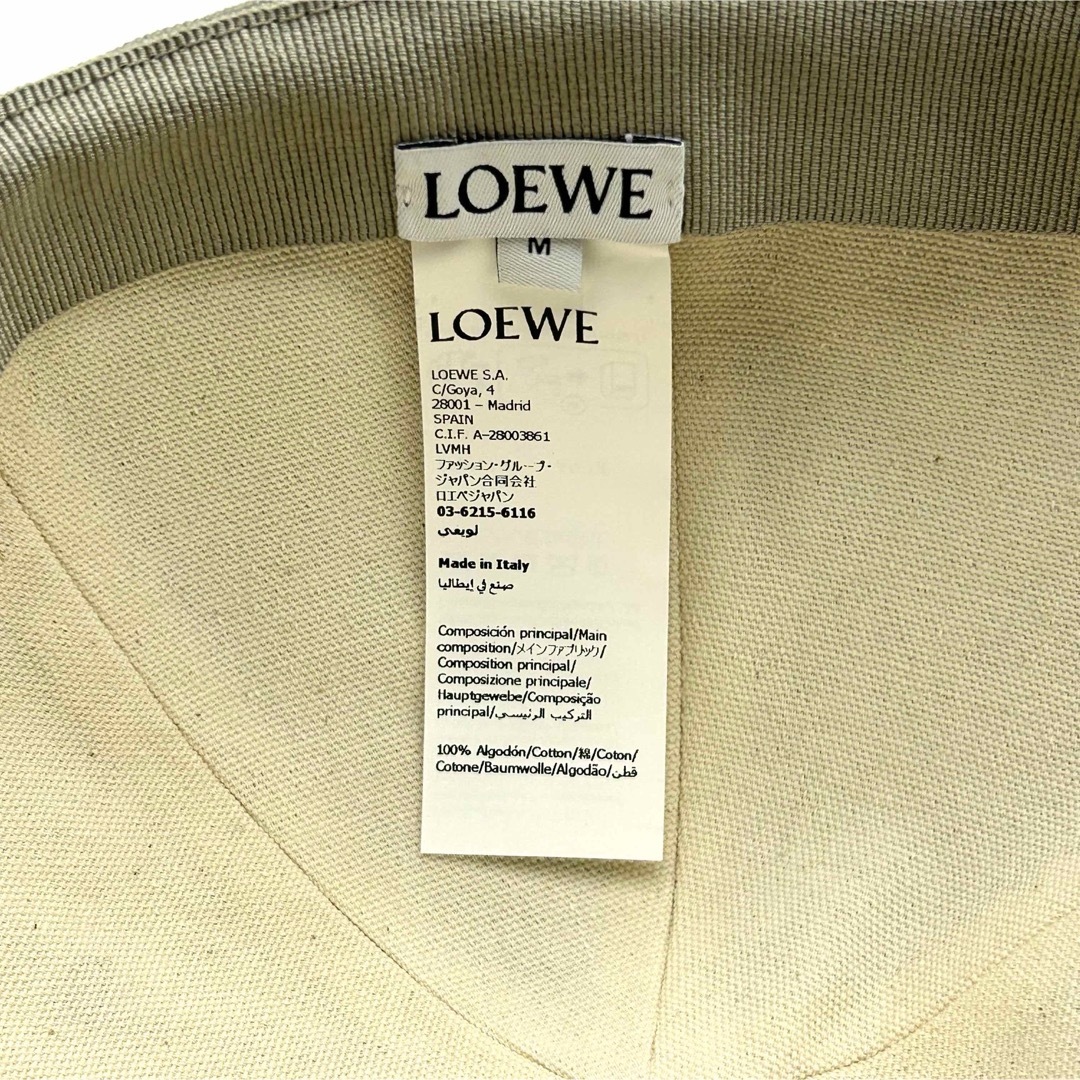 LOEWE
M
LOEWE
LOEWE S.A.
C/Goya, 4
28001 – Madrid
SPAIN
C.I.F. A-28003861
LVMH
ファッション・グループ・
ジャパン合同会社
ロエベジャパン
03-6215-6116
لويفي
Made in Italy
صنع في إيطاليا
Composición principal/Main
composition/メインファブリック/
Composition principal/
Composizione principale/
Hauptgewebe/Composição
principal/التركيب الرئيسي
100% Algodón/Cotton/綿/Coton/
Cotone/Baumwolle/Algodão/قطن